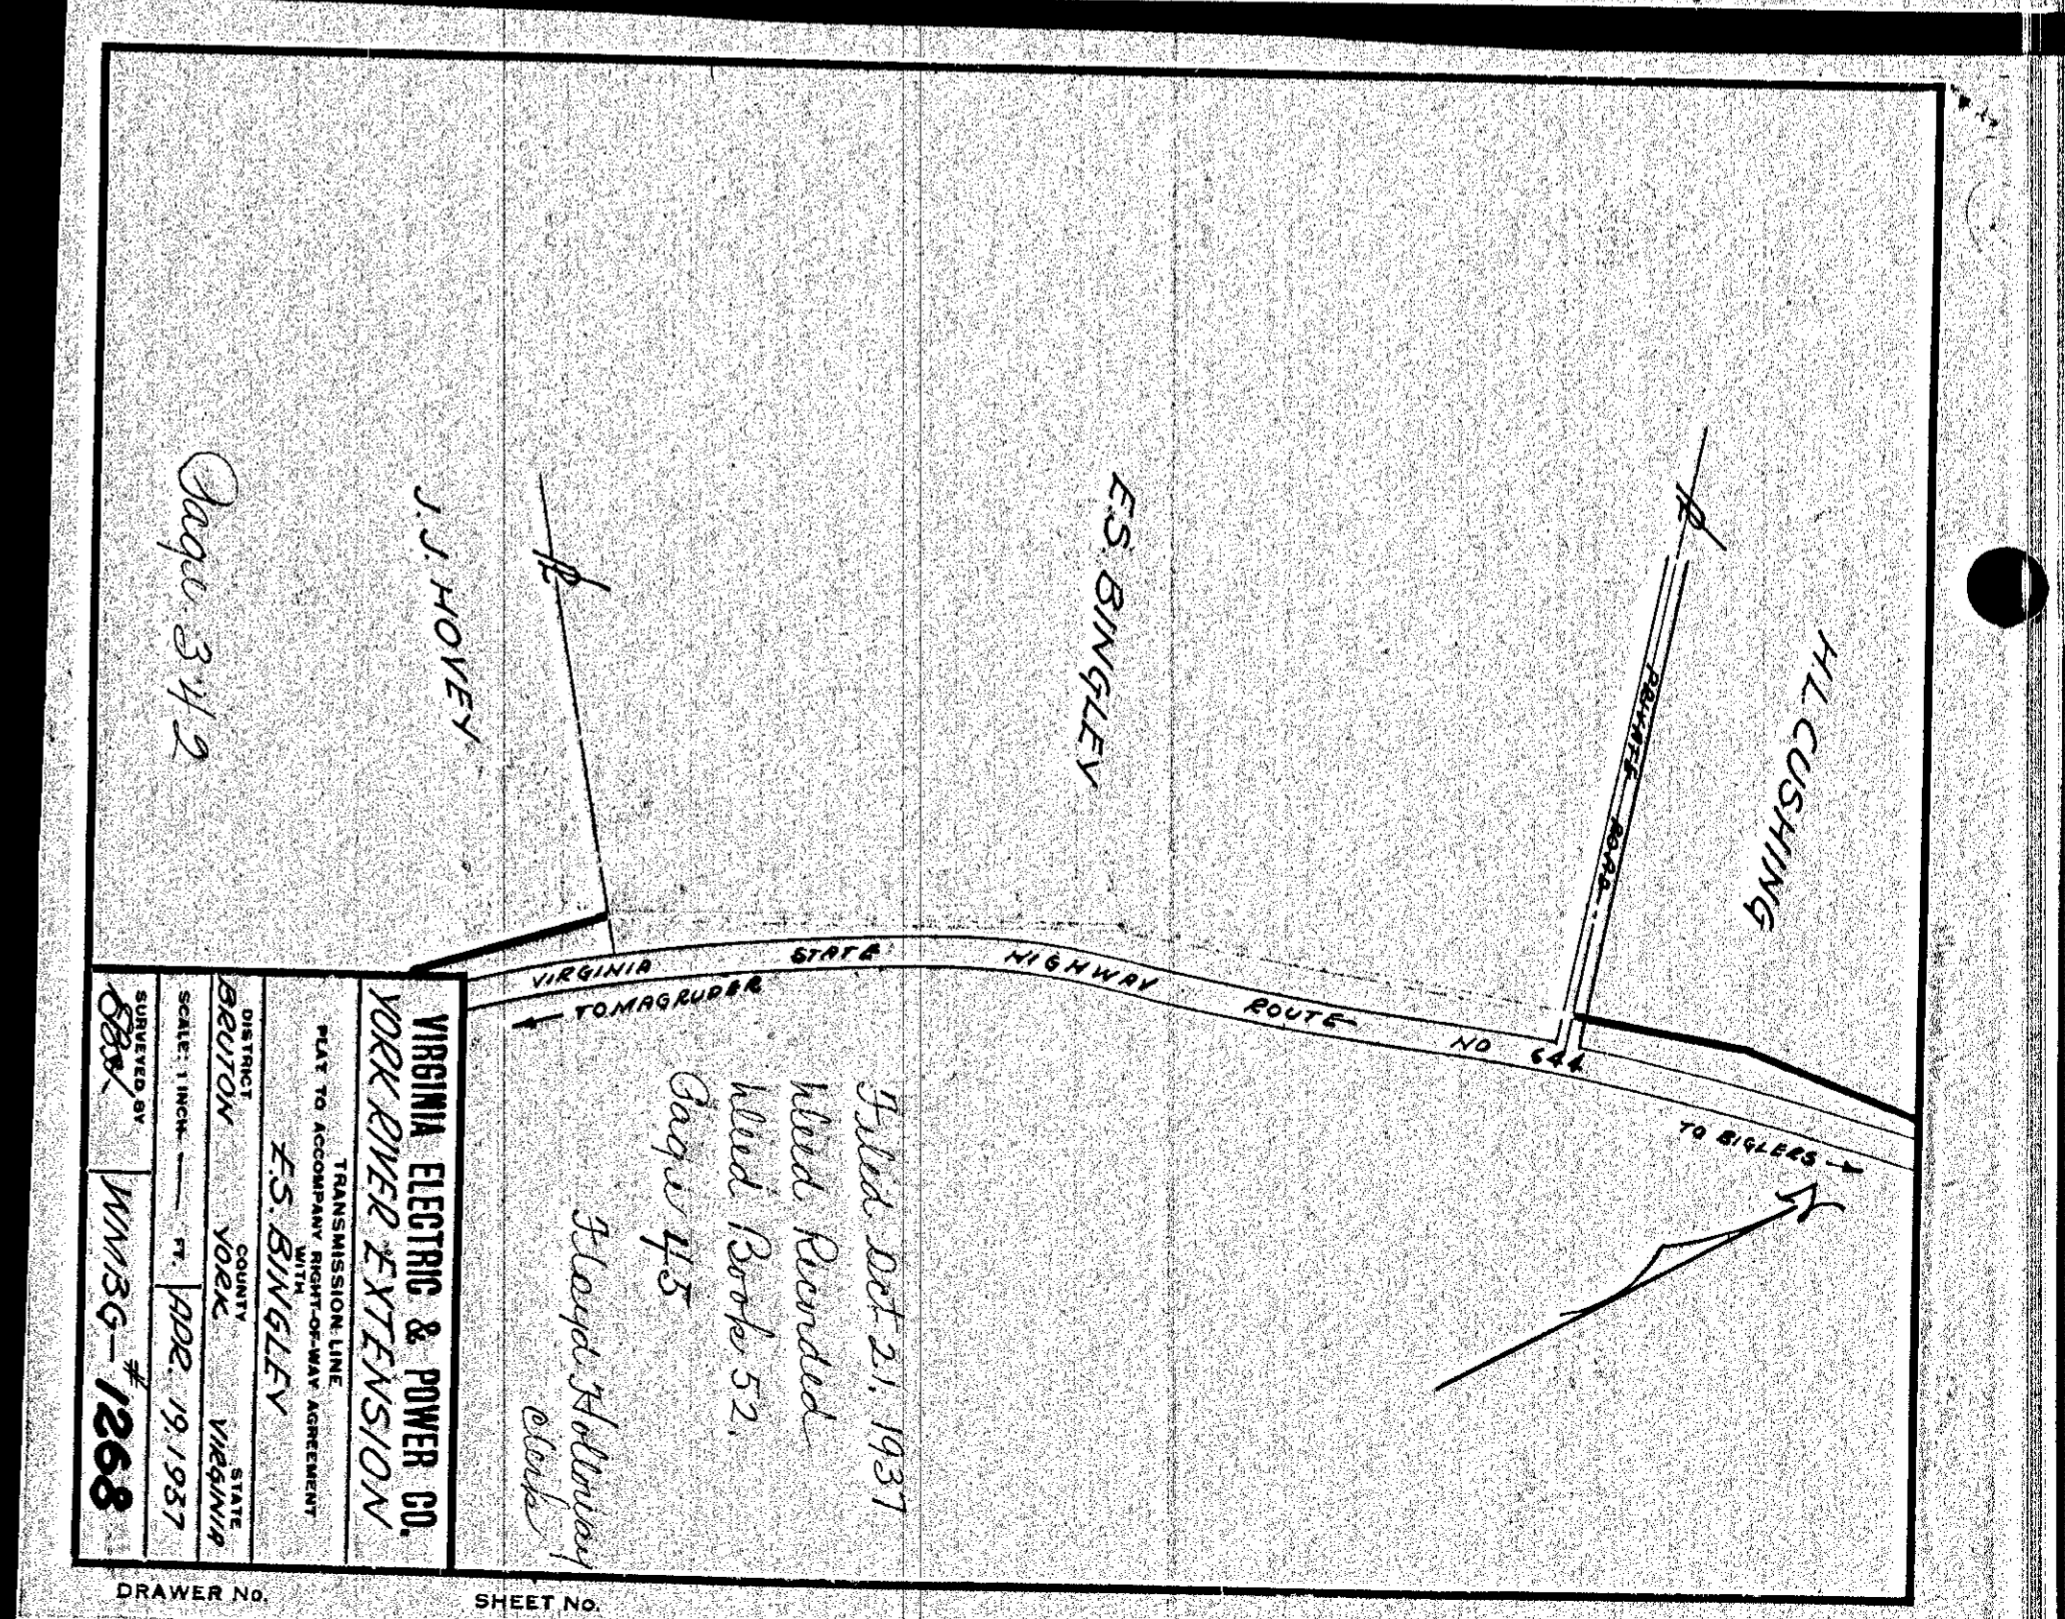 H.L. CUSHING
PRIVATE ROAD
E.S. BINGLEY
J.J. HOVEY
Page 342
VIRGINIA STATE HIGHWAY ROUTE NO 644
TO MAGRUDER
TO BIGLERS
Filed Oct 21, 1937
Deed Recorded
Deed Book 52,
Page 45
Floyd Holloway
Clerk
VIRGINIA ELECTRIC & POWER CO.
YORK RIVER EXTENSION
TRANSMISSION LINE
PLAT TO ACCOMPANY RIGHT-OF-WAY AGREEMENT
WITH
E.S. BINGLEY
DISTRICT COUNTY STATE
BRUTON YORK VIRGINIA
SCALE: 1 INCH — FT. APR. 19, 1937
SURVEYED BY
WMBG-#1268
DRAWER No.
SHEET No.